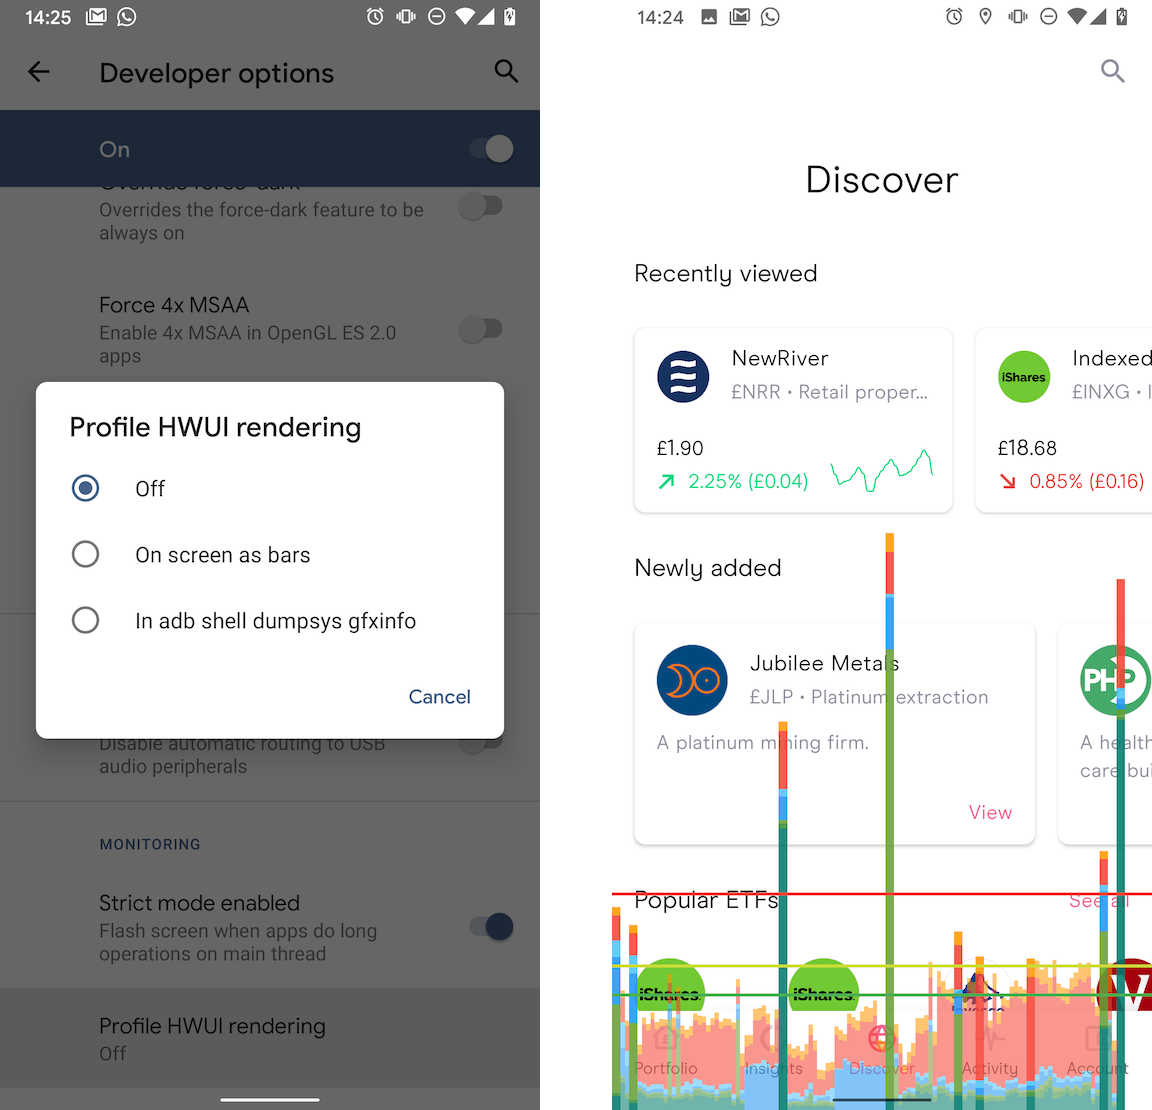 14:25
Developer options
On
Override force-dark
Overrides the force-dark feature to be
always on
Force 4x MSAA
Enable 4x MSAA in OpenGL ES 2.0
apps
Profile HWUI rendering
Off
On screen as bars
In adb shell dumpsys gfxinfo
Cancel
Disable automatic routing to USB
audio peripherals
MONITORING
Strict mode enabled
Flash screen when apps do long
operations on main thread
Profile HWUI rendering
Off
14:24
Discover
Recently viewed
NewRiver
£NRR • Retail proper...
£1.90
2.25% (£0.04)
iShares
Indexed
£INXG • I
£18.68
0.85% (£0.16)
Newly added
Jubilee Metals
£JLP • Platinum extraction
A platinum mining firm.
View
PHP
A health
care bui
Popular ETFs
See all
iShares.
iShares.
W
Portfolio
Insights
Discover
Activity
Account